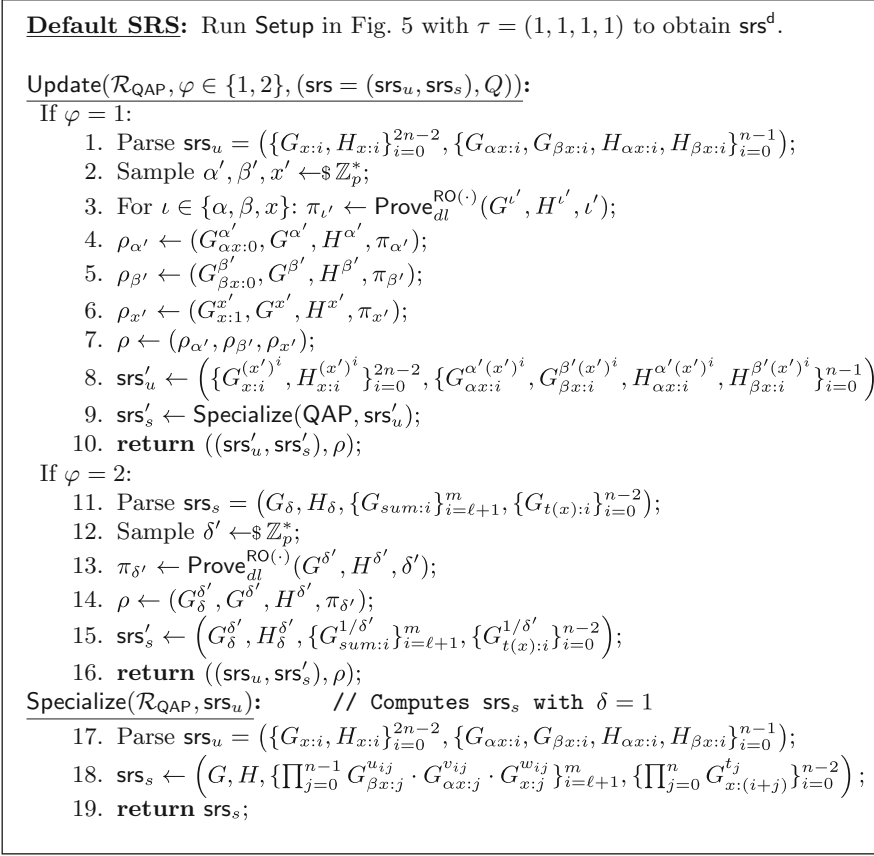 Default SRS: Run Setup in Fig. 5 with τ = (1, 1, 1, 1) to obtain srs^d.
Update(R_QAP, φ ∈ {1, 2}, (srs = (srs_u, srs_s), Q)):
If φ = 1:
1. Parse srs_u = ({G_{x:i}, H_{x:i}}_{i=0}^{2n−2}, {G_{αx:i}, G_{βx:i}, H_{αx:i}, H_{βx:i}}_{i=0}^{n−1});
2. Sample α′, β′, x′ ←$ Z_p^*;
3. For ι ∈ {α, β, x}: π_{ι′} ← Prove_{dl}^{RO(·)}(G^{ι′}, H^{ι′}, ι′);
4. ρ_{α′} ← (G_{αx:0}^{α′}, G^{α′}, H^{α′}, π_{α′});
5. ρ_{β′} ← (G_{βx:0}^{β′}, G^{β′}, H^{β′}, π_{β′});
6. ρ_{x′} ← (G_{x:1}^{x′}, G^{x′}, H^{x′}, π_{x′});
7. ρ ← (ρ_{α′}, ρ_{β′}, ρ_{x′});
8. srs′_u ← ({G_{x:i}^{(x′)^i}, H_{x:i}^{(x′)^i}}_{i=0}^{2n−2}, {G_{αx:i}^{α′(x′)^i}, G_{βx:i}^{β′(x′)^i}, H_{αx:i}^{α′(x′)^i}, H_{βx:i}^{β′(x′)^i}}_{i=0}^{n−1})
9. srs′_s ← Specialize(QAP, srs′_u);
10. return ((srs′_u, srs′_s), ρ);
If φ = 2:
11. Parse srs_s = (G_δ, H_δ, {G_{sum:i}}_{i=ℓ+1}^m, {G_{t(x):i}}_{i=0}^{n−2});
12. Sample δ′ ←$ Z_p^*;
13. π_{δ′} ← Prove_{dl}^{RO(·)}(G^{δ′}, H^{δ′}, δ′);
14. ρ ← (G_δ^{δ′}, G^{δ′}, H^{δ′}, π_{δ′});
15. srs′_s ← (G_δ^{δ′}, H_δ^{δ′}, {G_{sum:i}^{1/δ′}}_{i=ℓ+1}^m, {G_{t(x):i}^{1/δ′}}_{i=0}^{n−2});
16. return ((srs_u, srs′_s), ρ);
Specialize(R_QAP, srs_u): // Computes srs_s with δ = 1
17. Parse srs_u = ({G_{x:i}, H_{x:i}}_{i=0}^{2n−2}, {G_{αx:i}, G_{βx:i}, H_{αx:i}, H_{βx:i}}_{i=0}^{n−1});
18. srs_s ← (G, H, {∏_{j=0}^{n−1} G_{βx:j}^{u_{ij}} · G_{αx:j}^{v_{ij}} · G_{x:j}^{w_{ij}}}_{i=ℓ+1}^m, {∏_{j=0}^n G_{x:(i+j)}^{t_j}}_{i=0}^{n−2});
19. return srs_s;